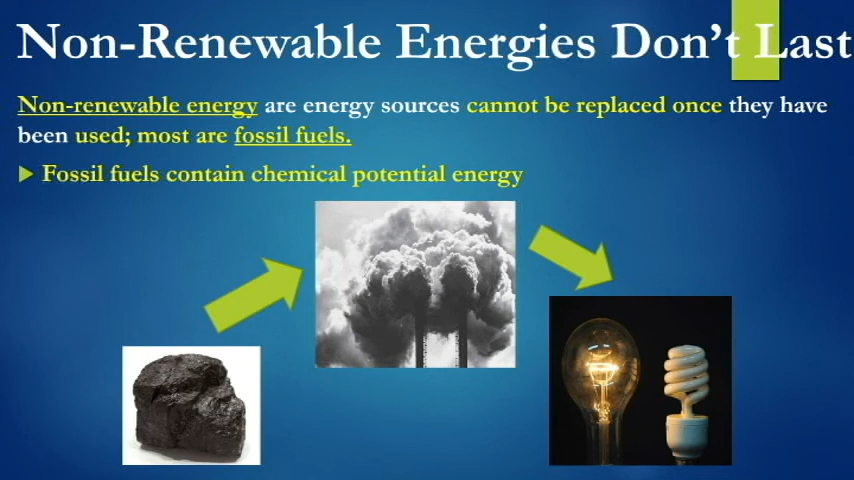 Non-Renewable Energies Don't Last
Non-renewable energy are energy sources cannot be replaced once they have
been used; most are fossil fuels.
Fossil fuels contain chemical potential energy